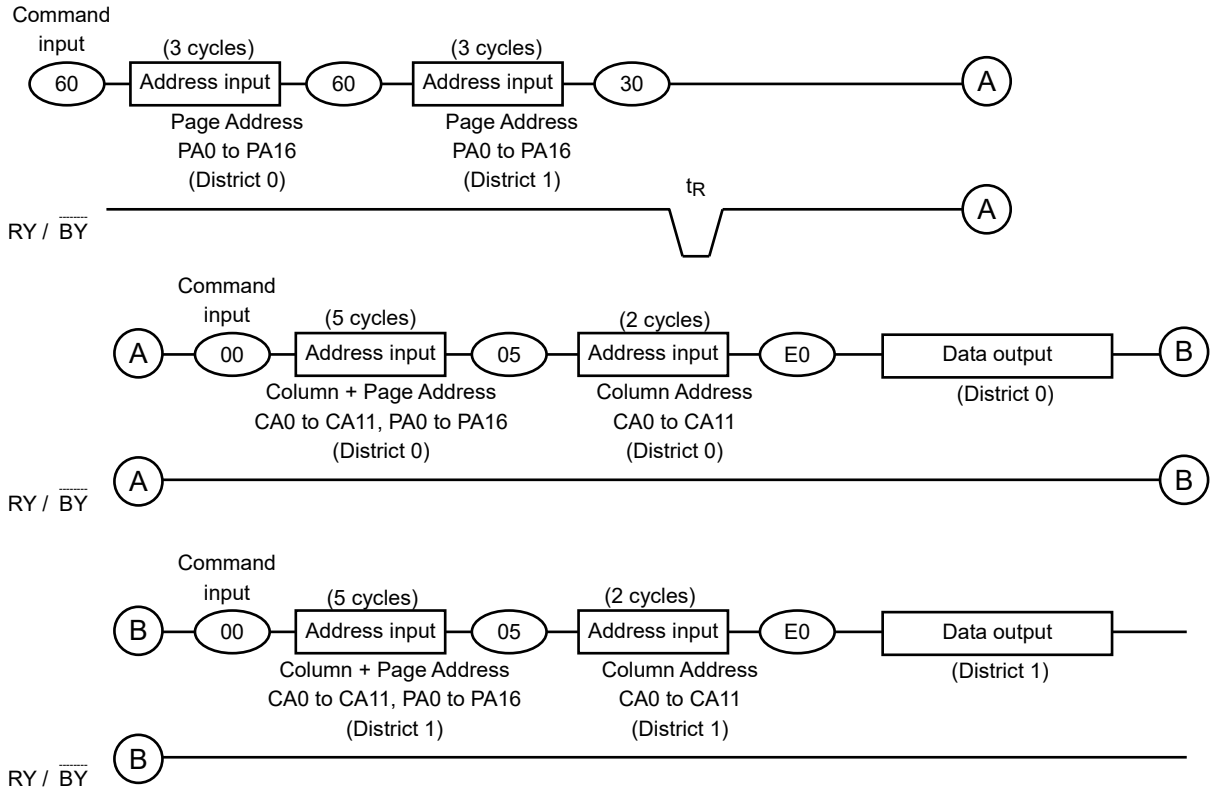 Command
input
(3 cycles) (3 cycles)
60 Address input 60 Address input 30 A
Page Address Page Address
PA0 to PA16 PA0 to PA16
(District 0) (District 1)
tR
RY / BY A
Command
input
(5 cycles) (2 cycles)
A 00 Address input 05 Address input E0 Data output B
Column + Page Address Column Address (District 0)
CA0 to CA11, PA0 to PA16 CA0 to CA11
(District 0) (District 0)
RY / BY A B
Command
input
(5 cycles) (2 cycles)
B 00 Address input 05 Address input E0 Data output
Column + Page Address Column Address (District 1)
CA0 to CA11, PA0 to PA16 CA0 to CA11
(District 1) (District 1)
RY / BY B